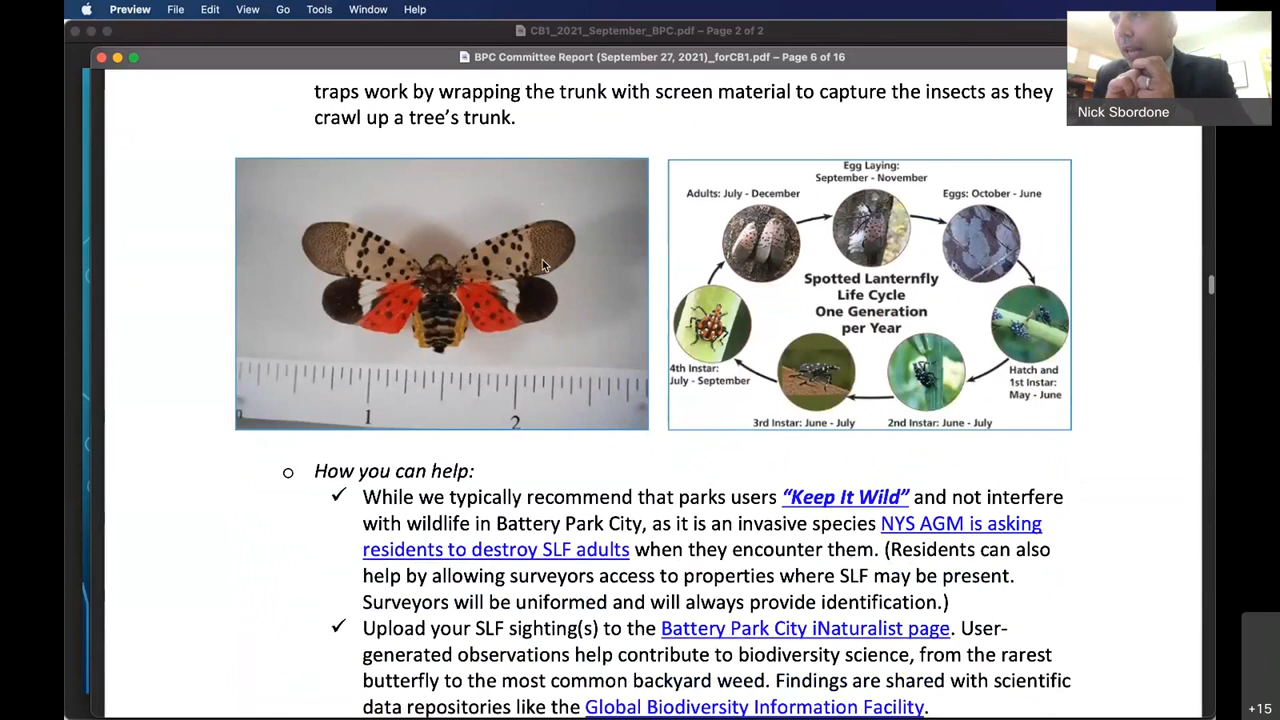 Preview File Edit View Go Tools Window Help
CB1_2021_September_BPC.pdf – Page 2 of 2
BPC Committee Report (September 27, 2021)_forCB1.pdf – Page 6 of 16
Nick Sbordone
traps work by wrapping the trunk with screen material to capture the insects as they
crawl up a tree’s trunk.
1
2
Egg Laying:
September - November
Adults: July - December
Eggs: October - June
Spotted Lanternfly
Life Cycle
One Generation
per Year
4th Instar:
July - September
Hatch and
1st Instar:
May - June
3rd Instar: June - July
2nd Instar: June - July
o How you can help:
✓ While we typically recommend that parks users “Keep It Wild” and not interfere
with wildlife in Battery Park City, as it is an invasive species NYS AGM is asking
residents to destroy SLF adults when they encounter them. (Residents can also
help by allowing surveyors access to properties where SLF may be present.
Surveyors will be uniformed and will always provide identification.)
✓ Upload your SLF sighting(s) to the Battery Park City iNaturalist page. User-
generated observations help contribute to biodiversity science, from the rarest
butterfly to the most common backyard weed. Findings are shared with scientific
data repositories like the Global Biodiversity Information Facility.
+15